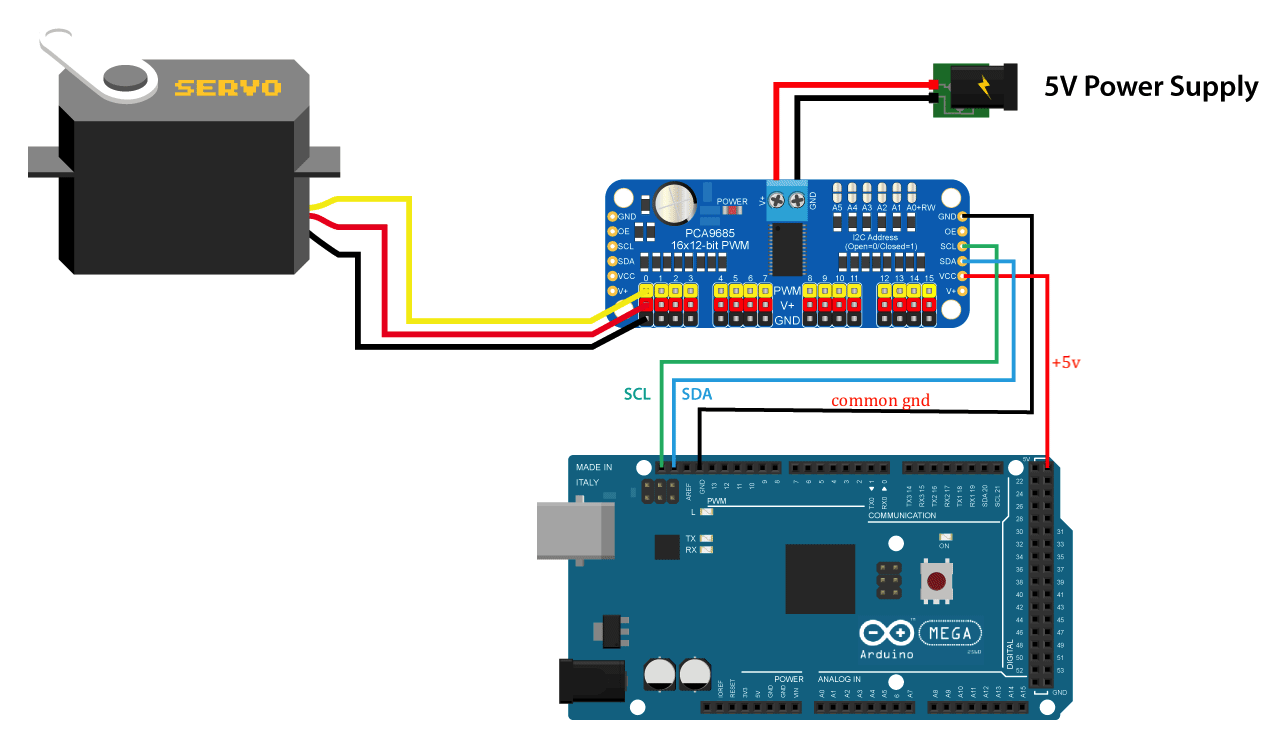 SERVO
5V Power Supply
V+
GND
POWER
A5 A4 A3 A2 A1 A0+RW
GND
OE
SCL
SDA
VCC
V+
PCA9685
16x12-bit PWM
I2C Address
(Open=0/Closed=1)
GND
OE
SCL
SDA
VCC
V+
0 1 2 3 4 5 6 7 8 9 10 11 12 13 14 15
PWM
V+
GND
+5v
SCL
SDA
common gnd
MADE IN
ITALY
AREF
GND
13
12
11
10
9
8
7
6
5
4
3
2
TX0 ▶ 1
RX0 ◀ 0
TX3 14
RX3 15
TX2 16
RX2 17
TX1 18
RX1 19
SDA 20
SCL 21
PWM
COMMUNICATION
L
TX
RX
ON
5V
22
24
26
28
30 31
32 33
34 35
36 37
38 39
40 41
42 43
44 45
46 47
48 49
50 51
52 53
GND
DIGITAL
MEGA
2560
Arduino
TM
POWER
ANALOG IN
IOREF
RESET
3V3
5V
GND
GND
VIN
A0
A1
A2
A3
A4
A5
6
A7
A8
A9
A10
A11
A12
A13
A14
A15